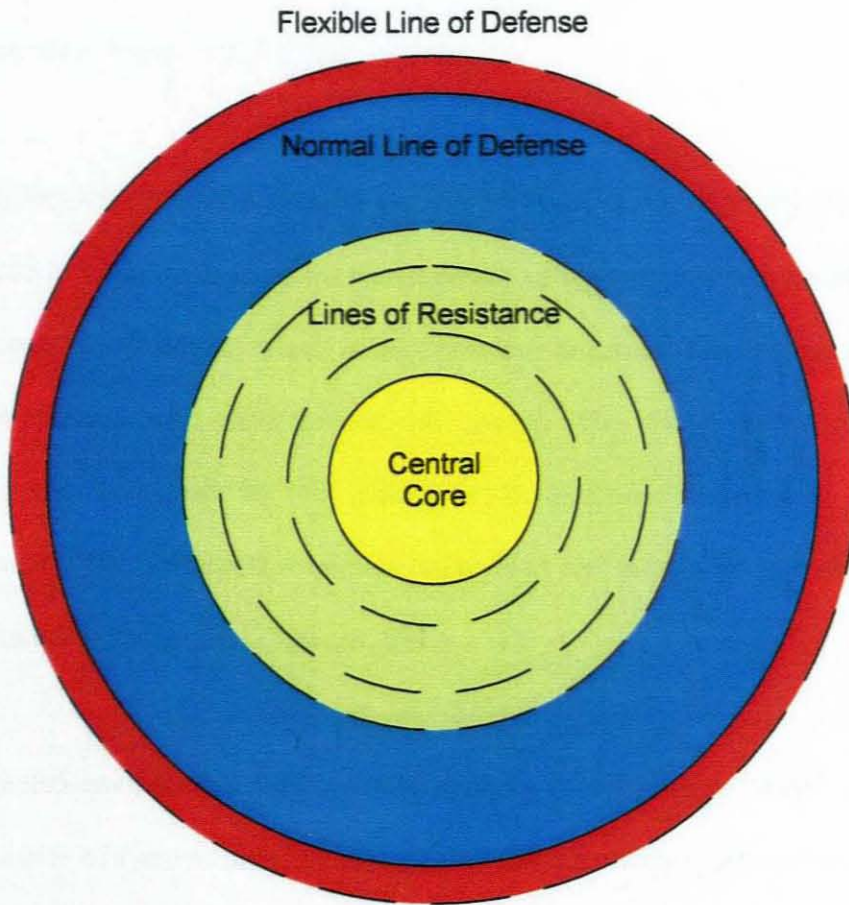 Flexible Line of Defense
Normal Line of Defense
Lines of Resistance
Central
Core